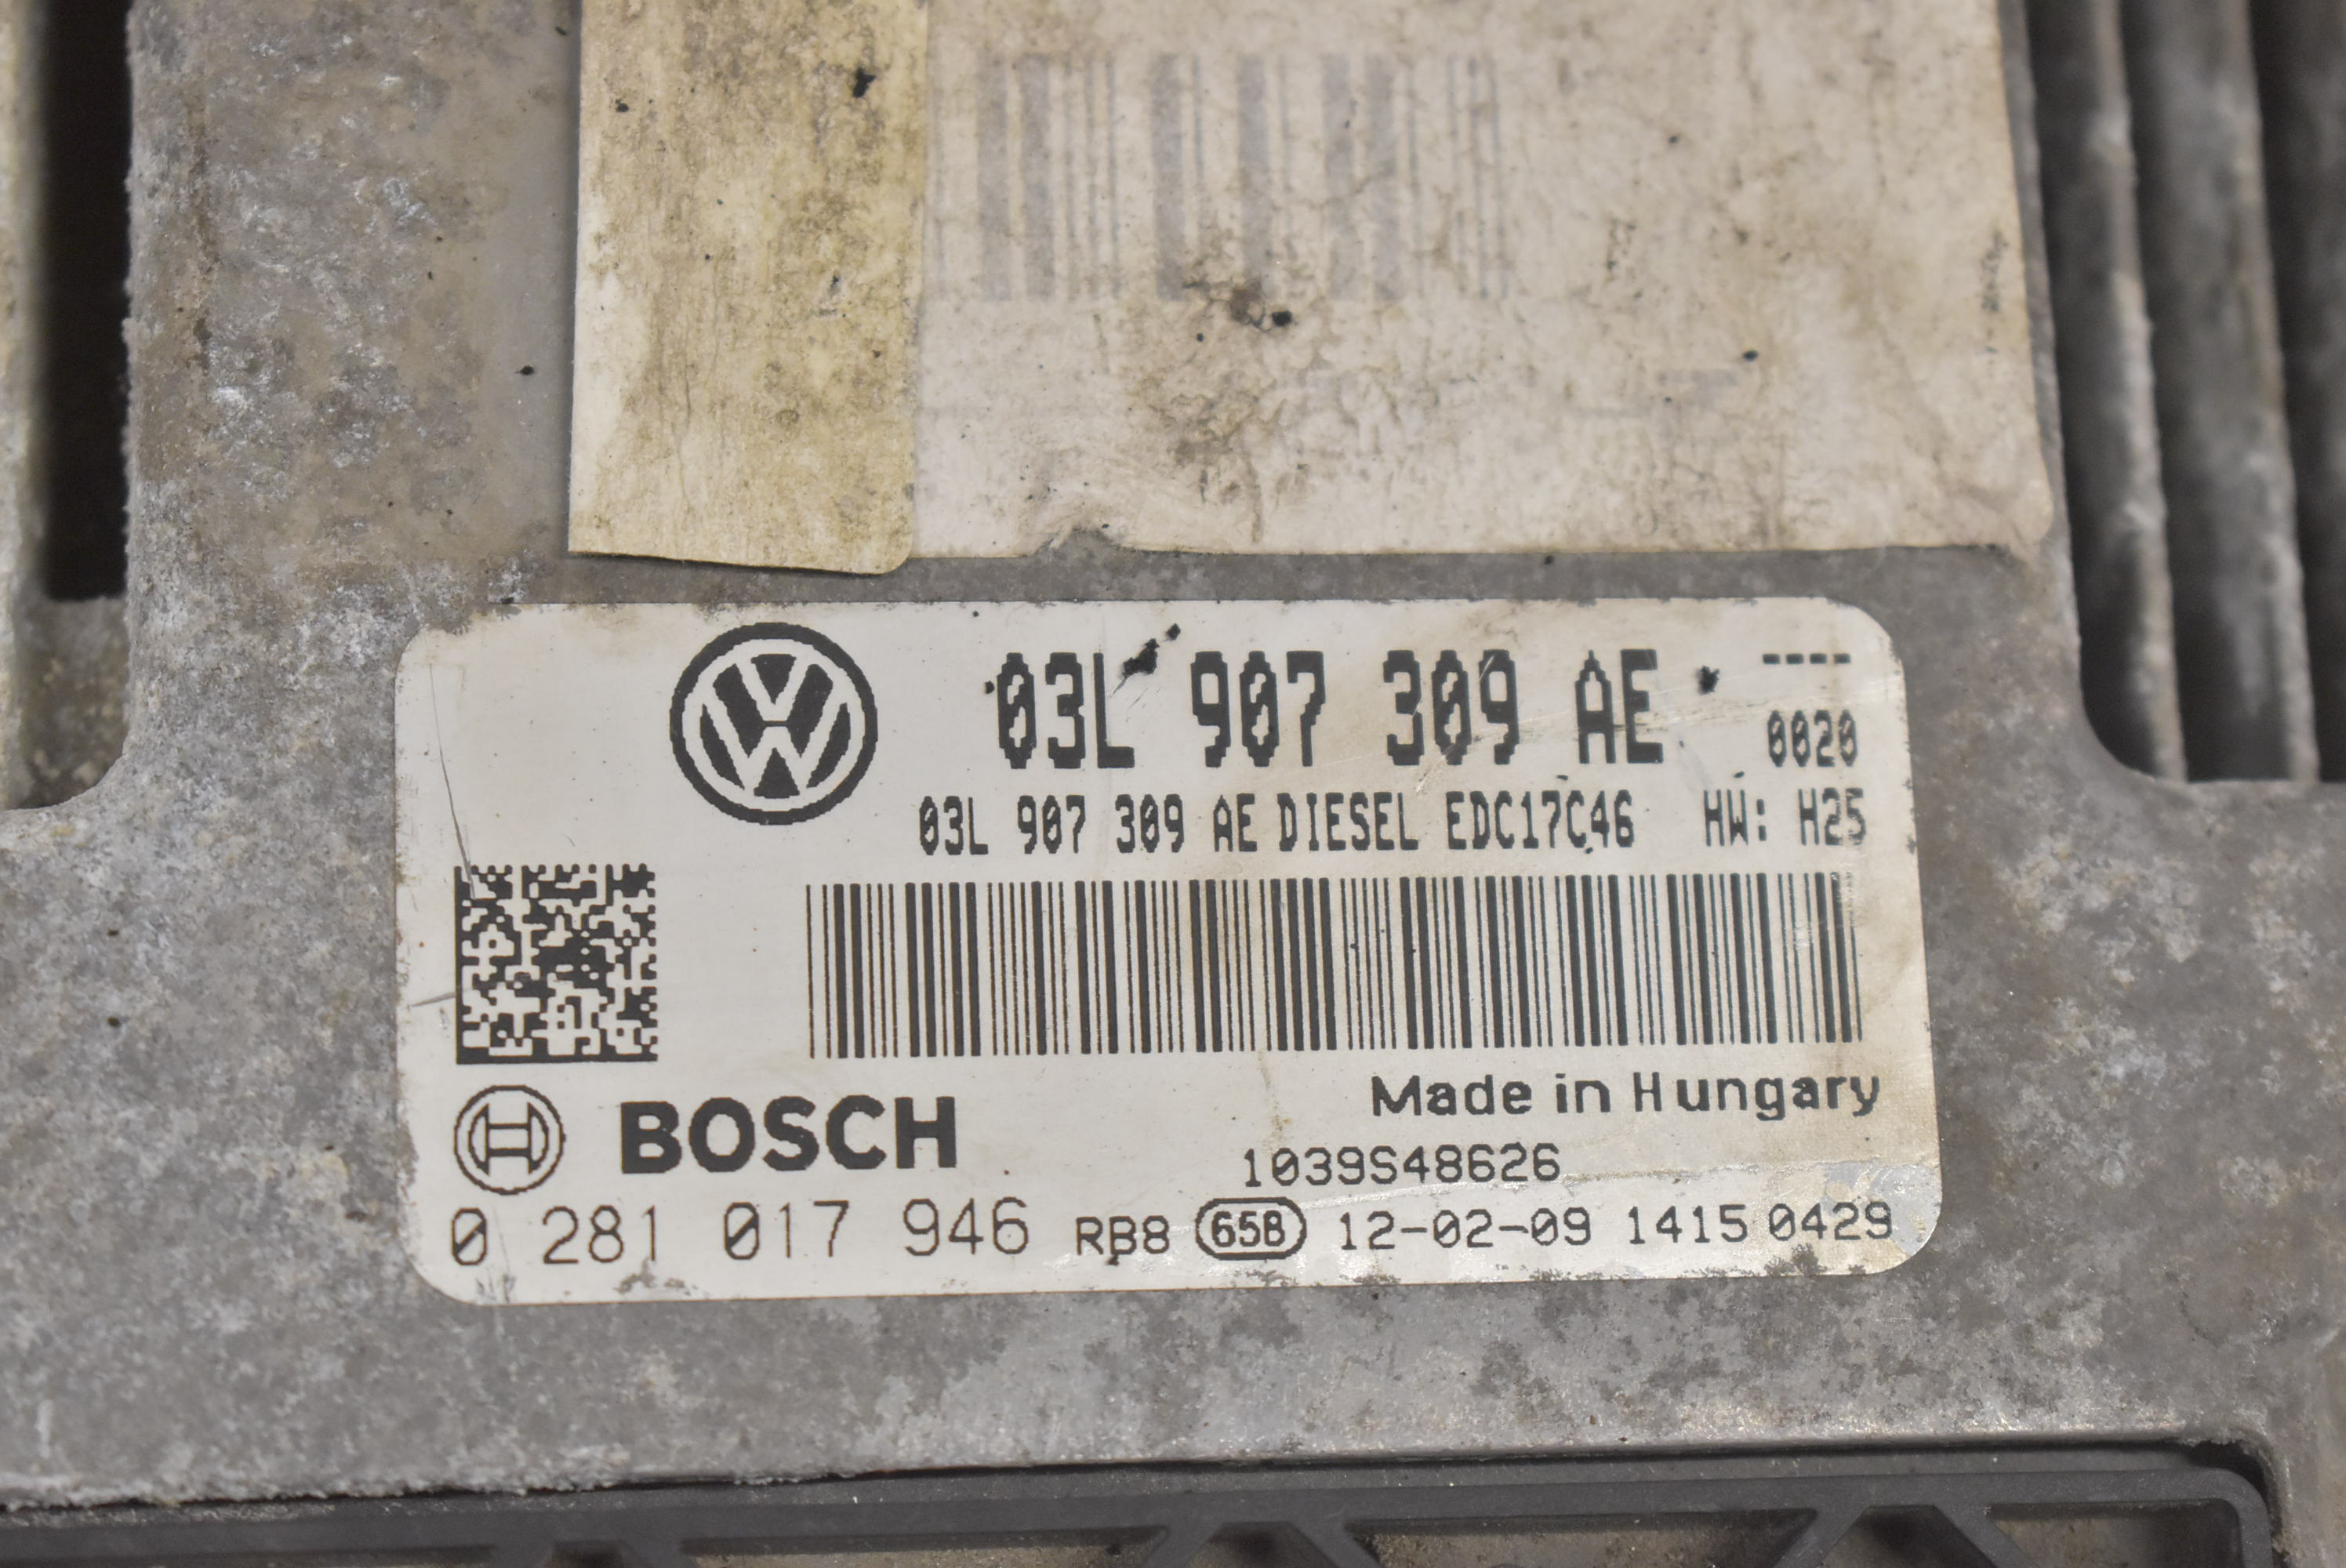 03L 907 309 AE ----
0020
03L 907 309 AE DIESEL EDC17C46 HW: H25
Made in Hungary
BOSCH
1039S48626
0 281 017 946 RB8 65B 12-02-09 1415 0429